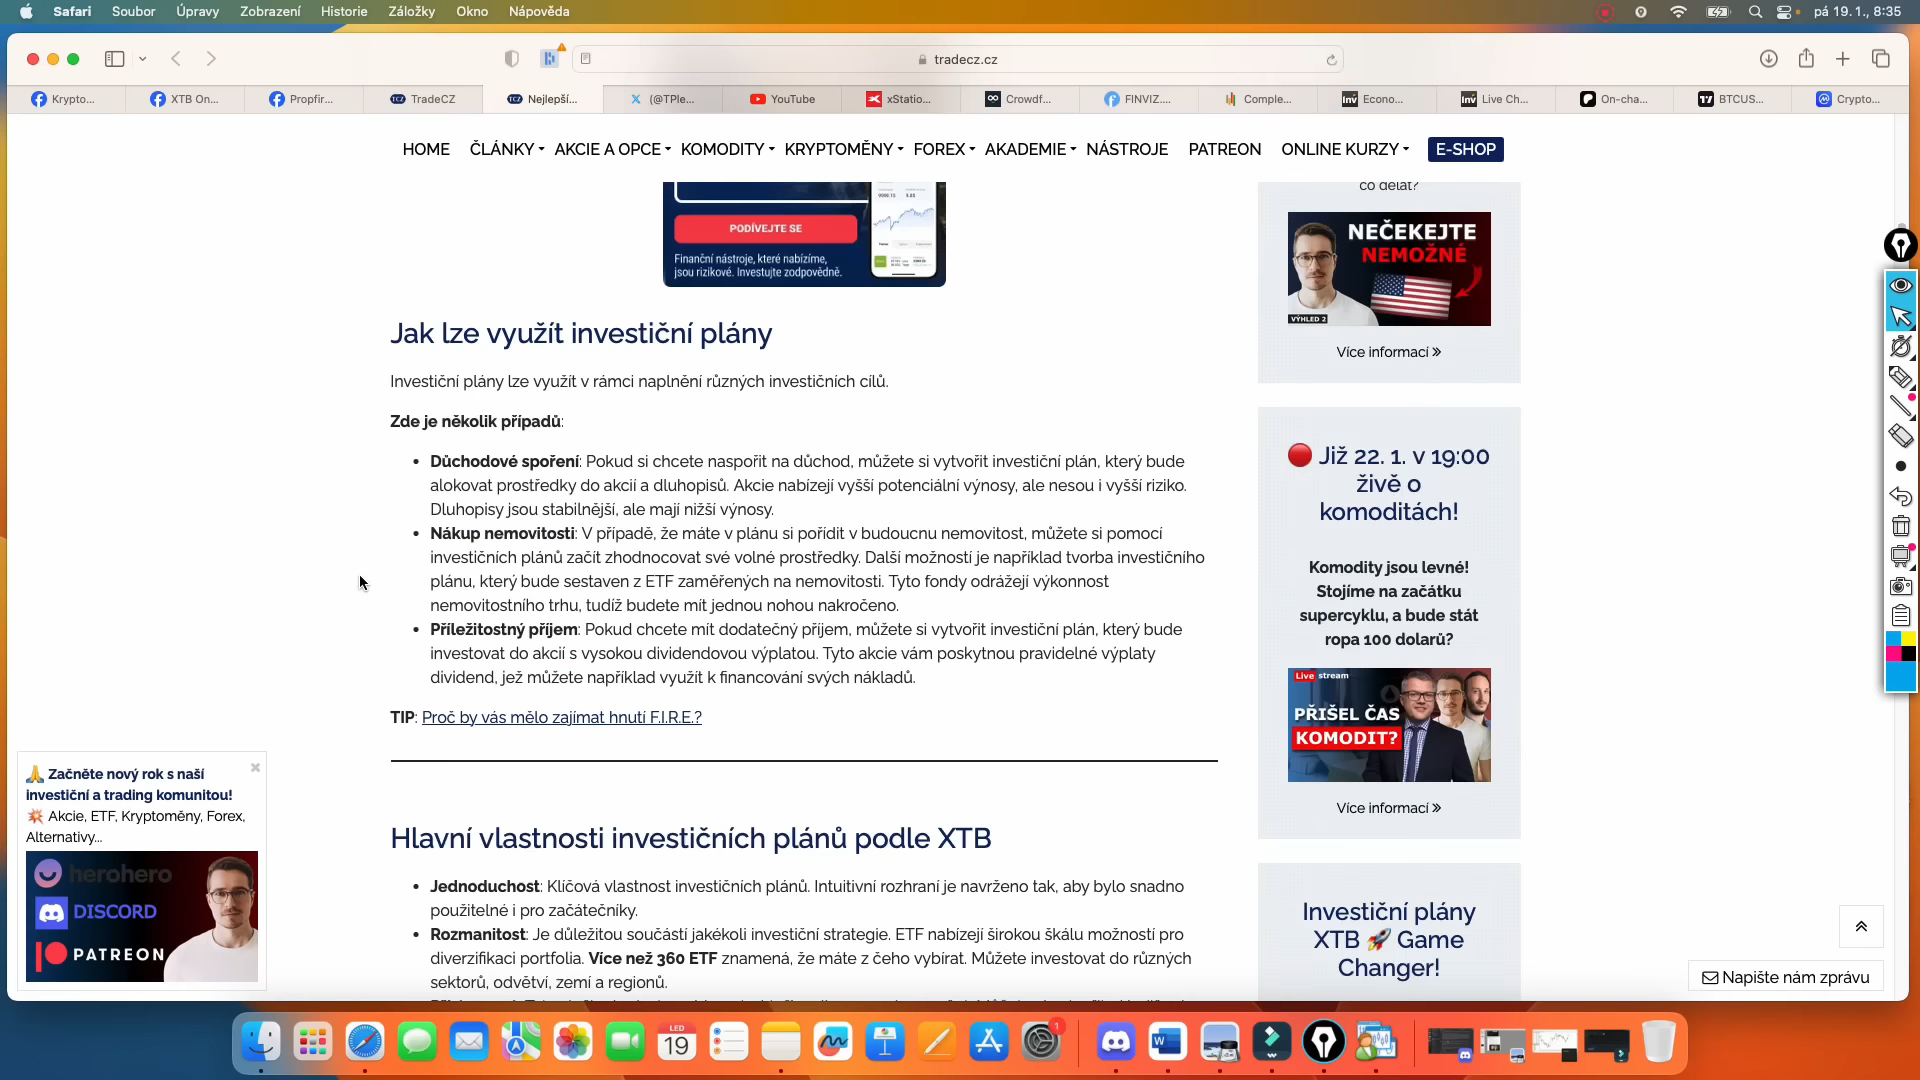 Safari Soubor Úpravy Zobrazení Historie Záložky Okno Nápověda pá 19. 1., 8:35
tradecz.cz
Krypto... XTB On... Propfir... TradeCZ Nejlepší... (@TPle... YouTube xStatio... Crowdf... FINVIZ.... Comple... Econo... Live Ch... On-cha... BTCUS... Crypto...
HOME ČLÁNKY AKCIE A OPCE KOMODITY KRYPTOMĚNY FOREX AKADEMIE NÁSTROJE PATREON ONLINE KURZY E-SHOP
PODÍVEJTE SE
Finanční nástroje, které nabízíme,
jsou rizikové. Investujte zodpovědně.
Jak lze využít investiční plány
Investiční plány lze využít v rámci naplnění různých investičních cílů.
Zde je několik případů:
• Důchodové spoření: Pokud si chcete naspořit na důchod, můžete si vytvořit investiční plán, který bude
alokovat prostředky do akcií a dluhopisů. Akcie nabízejí vyšší potenciální výnosy, ale nesou i vyšší riziko.
Dluhopisy jsou stabilnější, ale mají nižší výnosy.
• Nákup nemovitosti: V případě, že máte v plánu si pořídit v budoucnu nemovitost, můžete si pomocí
investičních plánů začít zhodnocovat své volné prostředky. Další možností je například tvorba investičního
plánu, který bude sestaven z ETF zaměřených na nemovitosti. Tyto fondy odrážejí výkonnost
nemovitostního trhu, tudíž budete mít jednou nohou nakročeno.
• Příležitostný příjem: Pokud chcete mít dodatečný příjem, můžete si vytvořit investiční plán, který bude
investovat do akcií s vysokou dividendovou výplatou. Tyto akcie vám poskytnou pravidelné výplaty
dividend, jež můžete například využít k financování svých nákladů.
TIP: Proč by vás mělo zajímat hnutí F.I.R.E.?
Hlavní vlastnosti investičních plánů podle XTB
• Jednoduchost: Klíčová vlastnost investičních plánů. Intuitivní rozhraní je navrženo tak, aby bylo snadno
použitelné i pro začátečníky.
• Rozmanitost: Je důležitou součástí jakékoli investiční strategie. ETF nabízejí širokou škálu možností pro
diverzifikaci portfolia. Více než 360 ETF znamená, že máte z čeho vybírat. Můžete investovat do různých
sektorů, odvětví, zemí a regionů.
co dělat?
NEČEKEJTE
NEMOŽNÉ
VÝHLED 2
Více informací »
Již 22. 1. v 19:00
živě o
komoditách!
Komodity jsou levné!
Stojíme na začátku
supercyklu, a bude stát
ropa 100 dolarů?
Live stream
PŘIŠEL ČAS
KOMODIT?
Více informací »
Investiční plány
XTB 🚀 Game
Changer!
🙏 Začněte nový rok s naší
investiční a trading komunitou!
💥 Akcie, ETF, Kryptoměny, Forex,
Alternativy...
herohero
DISCORD
PATREON
Napište nám zprávu
LED
19
1